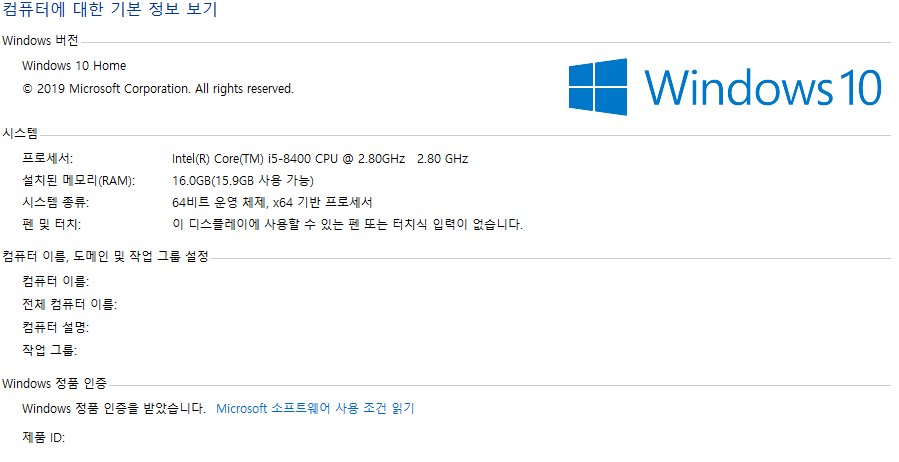 컴퓨터에 대한 기본 정보 보기
Windows 버전
Windows 10 Home
© 2019 Microsoft Corporation. All rights reserved.
Windows 10
시스템
프로세서: Intel(R) Core(TM) i5-8400 CPU @ 2.80GHz 2.80 GHz
설치된 메모리(RAM): 16.0GB(15.9GB 사용 가능)
시스템 종류: 64비트 운영 체제, x64 기반 프로세서
펜 및 터치: 이 디스플레이에 사용할 수 있는 펜 또는 터치식 입력이 없습니다.
컴퓨터 이름, 도메인 및 작업 그룹 설정
컴퓨터 이름:
전체 컴퓨터 이름:
컴퓨터 설명:
작업 그룹:
Windows 정품 인증
Windows 정품 인증을 받았습니다. Microsoft 소프트웨어 사용 조건 읽기
제품 ID: